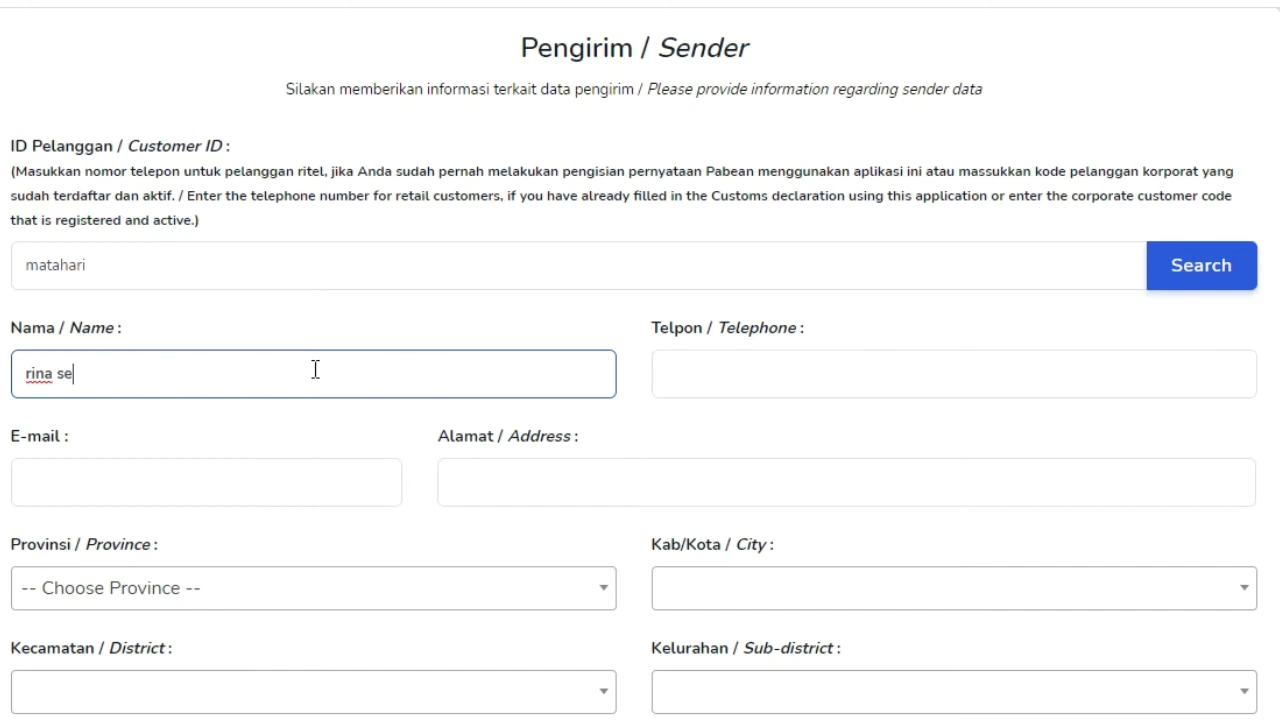 Pengirim / Sender
Silakan memberikan informasi terkait data pengirim / Please provide information regarding sender data
ID Pelanggan / Customer ID :
(Masukkan nomor telepon untuk pelanggan ritel, jika Anda sudah pernah melakukan pengisian pernyataan Pabean menggunakan aplikasi ini atau massukkan kode pelanggan korporat yang
sudah terdaftar dan aktif. / Enter the telephone number for retail customers, if you have already filled in the Customs declaration using this application or enter the corporate customer code
that is registered and active.)
matahari
Search
Nama / Name :
Telpon / Telephone :
rina se
E-mail :
Alamat / Address :
Provinsi / Province :
Kab/Kota / City :
-- Choose Province --
Kecamatan / District :
Kelurahan / Sub-district :